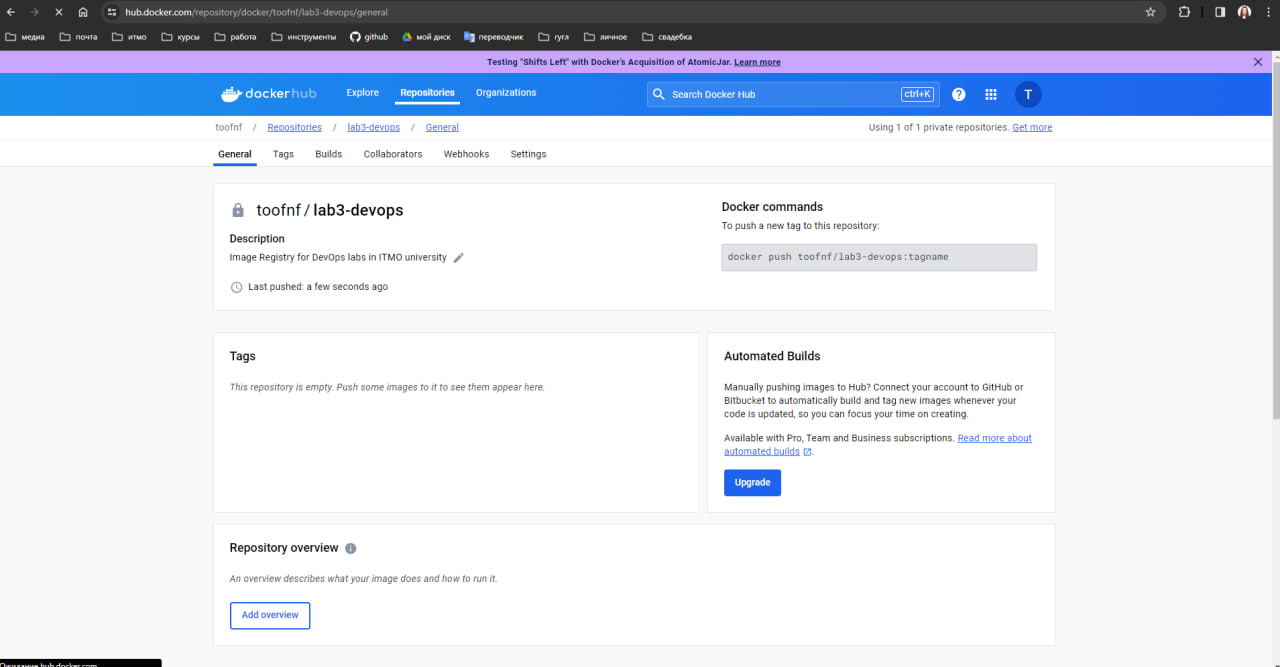 hub.docker.com/repository/docker/toofnf/lab3-devops/general
медиа почта итмо курсы работа инструменты github мой диск переводчик гугл личное свадебка
Testing "Shifts Left" with Docker's Acquisition of AtomicJar. Learn more
dockerhub Explore Repositories Organizations Search Docker Hub ctrl+K ? T
toofnf / Repositories / lab3-devops / General Using 1 of 1 private repositories. Get more
General Tags Builds Collaborators Webhooks Settings
toofnf / lab3-devops
Description
Image Registry for DevOps labs in ITMO university
Last pushed: a few seconds ago
Docker commands
To push a new tag to this repository:
docker push toofnf/lab3-devops:tagname
Tags
This repository is empty. Push some images to it to see them appear here.
Automated Builds
Manually pushing images to Hub? Connect your account to GitHub or
Bitbucket to automatically build and tag new images whenever your
code is updated, so you can focus your time on creating.
Available with Pro, Team and Business subscriptions. Read more about
automated builds .
Upgrade
Repository overview
An overview describes what your image does and how to run it.
Add overview
Ожидание hub.docker.com